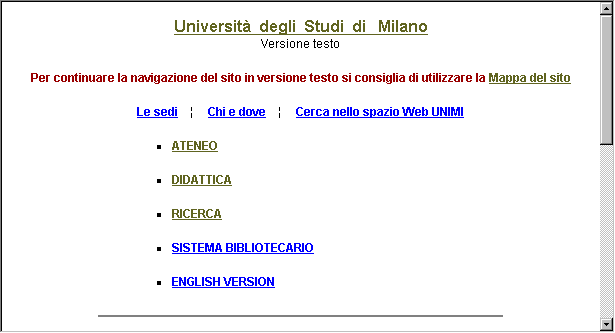 Università degli Studi di Milano
Versione testo
Per continuare la navigazione del sito in versione testo si consiglia di utilizzare la Mappa del sito
Le sedi ¦ Chi e dove ¦ Cerca nello spazio Web UNIMI
ATENEO
DIDATTICA
RICERCA
SISTEMA BIBLIOTECARIO
ENGLISH VERSION